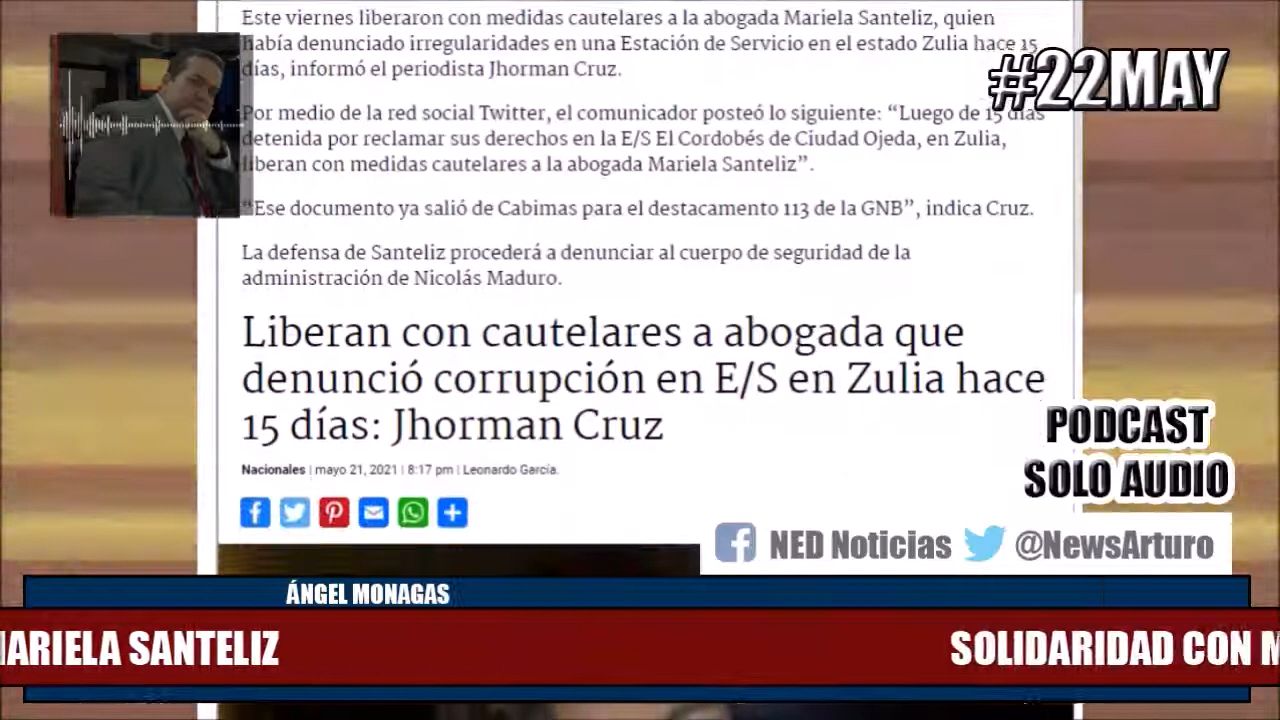 Este viernes liberaron con medidas cautelares a la abogada Mariela Santeliz, quien
había denunciado irregularidades en una Estación de Servicio en el estado Zulia hace 15
días, informó el periodista Jhorman Cruz.
#22MAY
Por medio de la red social Twitter, el comunicador posteó lo siguiente: “Luego de 15 días
detenida por reclamar sus derechos en la E/S El Cordobés de Ciudad Ojeda, en Zulia,
liberan con medidas cautelares a la abogada Mariela Santeliz”.
“Ese documento ya salió de Cabimas para el destacamento 113 de la GNB”, indica Cruz.
La defensa de Santeliz procederá a denunciar al cuerpo de seguridad de la
administración de Nicolás Maduro.
Liberan con cautelares a abogada que
denunció corrupción en E/S en Zulia hace
15 días: Jhorman Cruz
Nacionales | mayo 21, 2021 | 8:17 pm | Leonardo García.
PODCAST
SOLO AUDIO
NED Noticias @NewsArturo
ÁNGEL MONAGAS
MARIELA SANTELIZ SOLIDARIDAD CON M